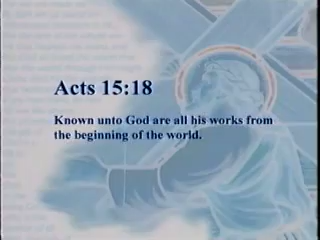 Acts 15:18
Known unto God are all his works from
the beginning of the world.